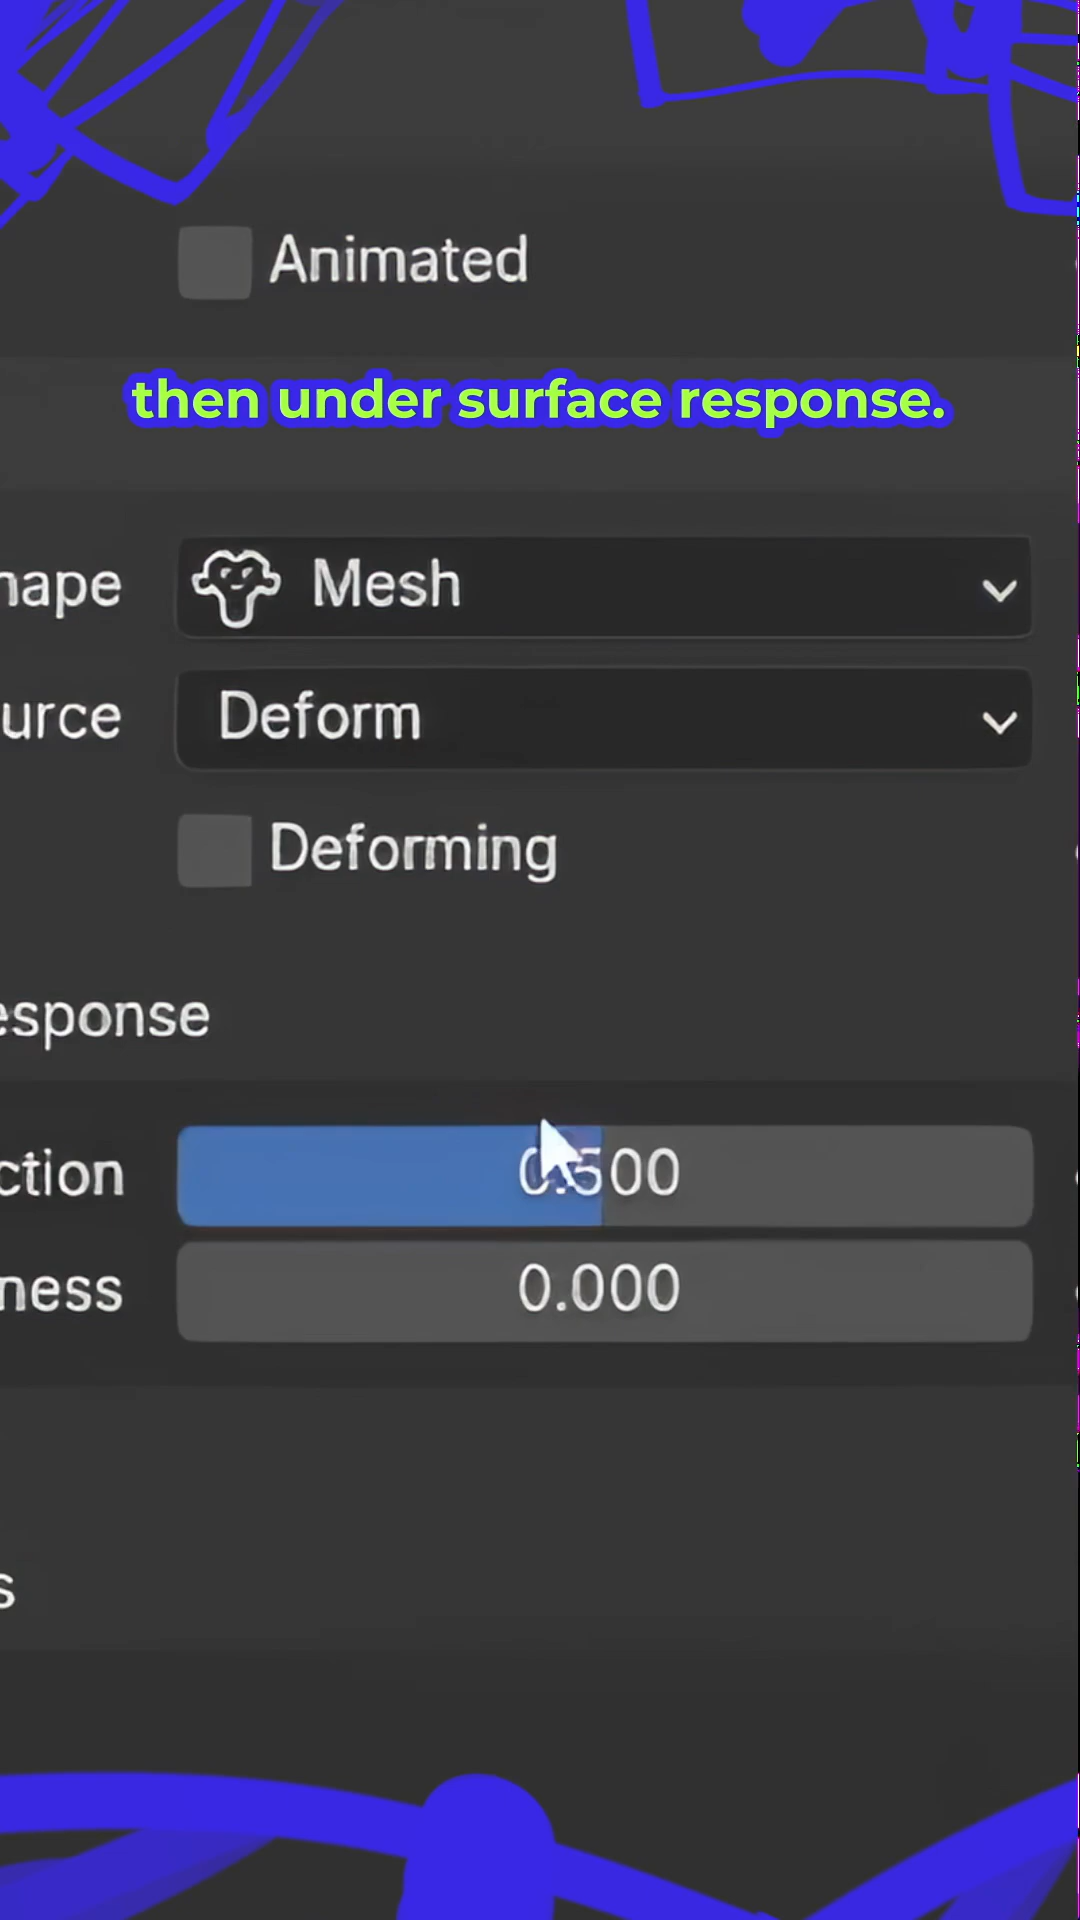 Animated
then under surface response.
hape Mesh
urce Deform
Deforming
esponse
ction 0.500
ness 0.000
s